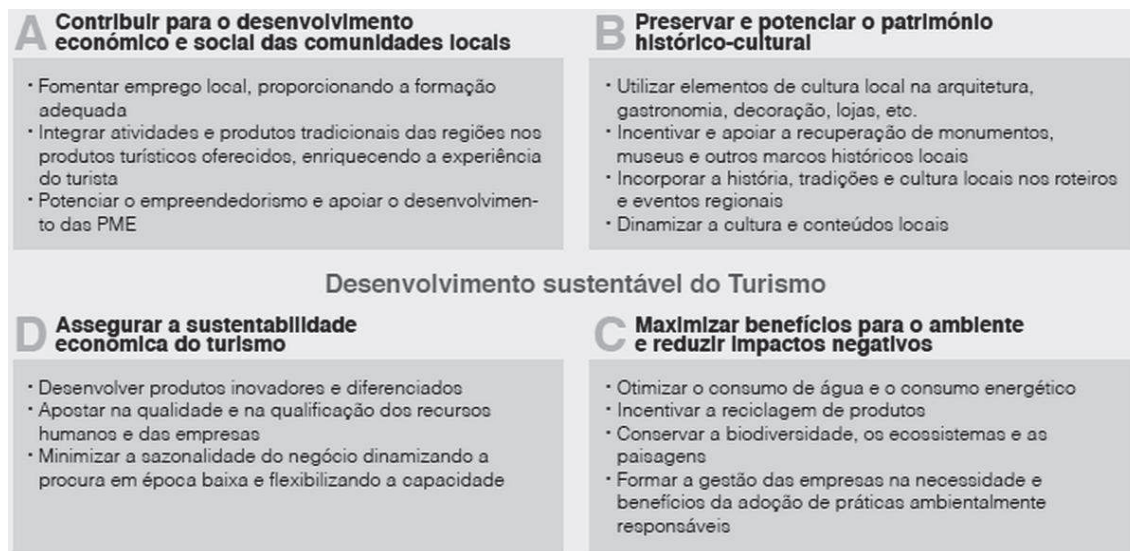 A Contribuir para o desenvolvimento
económico e social das comunidades locais
• Fomentar emprego local, proporcionando a formação
adequada
• Integrar atividades e produtos tradicionais das regiões nos
produtos turísticos oferecidos, enriquecendo a experiência
do turista
• Potenciar o empreendedorismo e apoiar o desenvolvimen-
to das PME
B Preservar e potenciar o património
histórico-cultural
• Utilizar elementos de cultura local na arquitetura,
gastronomia, decoração, lojas, etc.
• Incentivar e apoiar a recuperação de monumentos,
museus e outros marcos históricos locais
• Incorporar a história, tradições e cultura locais nos roteiros
e eventos regionais
• Dinamizar a cultura e conteúdos locais
Desenvolvimento sustentável do Turismo
D Assegurar a sustentabilidade
económica do turismo
• Desenvolver produtos inovadores e diferenciados
• Apostar na qualidade e na qualificação dos recursos
humanos e das empresas
• Minimizar a sazonalidade do negócio dinamizando a
procura em época baixa e flexibilizando a capacidade
C Maximizar benefícios para o ambiente
e reduzir impactos negativos
• Otimizar o consumo de água e o consumo energético
• Incentivar a reciclagem de produtos
• Conservar a biodiversidade, os ecossistemas e as
paisagens
• Formar a gestão das empresas na necessidade e
benefícios da adoção de práticas ambientalmente
responsáveis